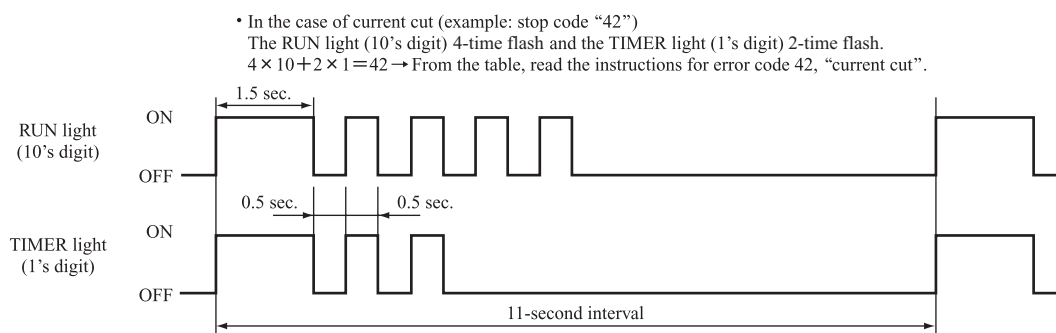 • In the case of current cut (example: stop code “42”)
The RUN light (10’s digit) 4-time flash and the TIMER light (1’s digit) 2-time flash.
4 × 10 + 2 × 1 = 42 → From the table, read the instructions for error code 42, “current cut”.
1.5 sec.
RUN light
(10’s digit)
ON
OFF
0.5 sec.
0.5 sec.
TIMER light
(1’s digit)
ON
OFF
11-second interval